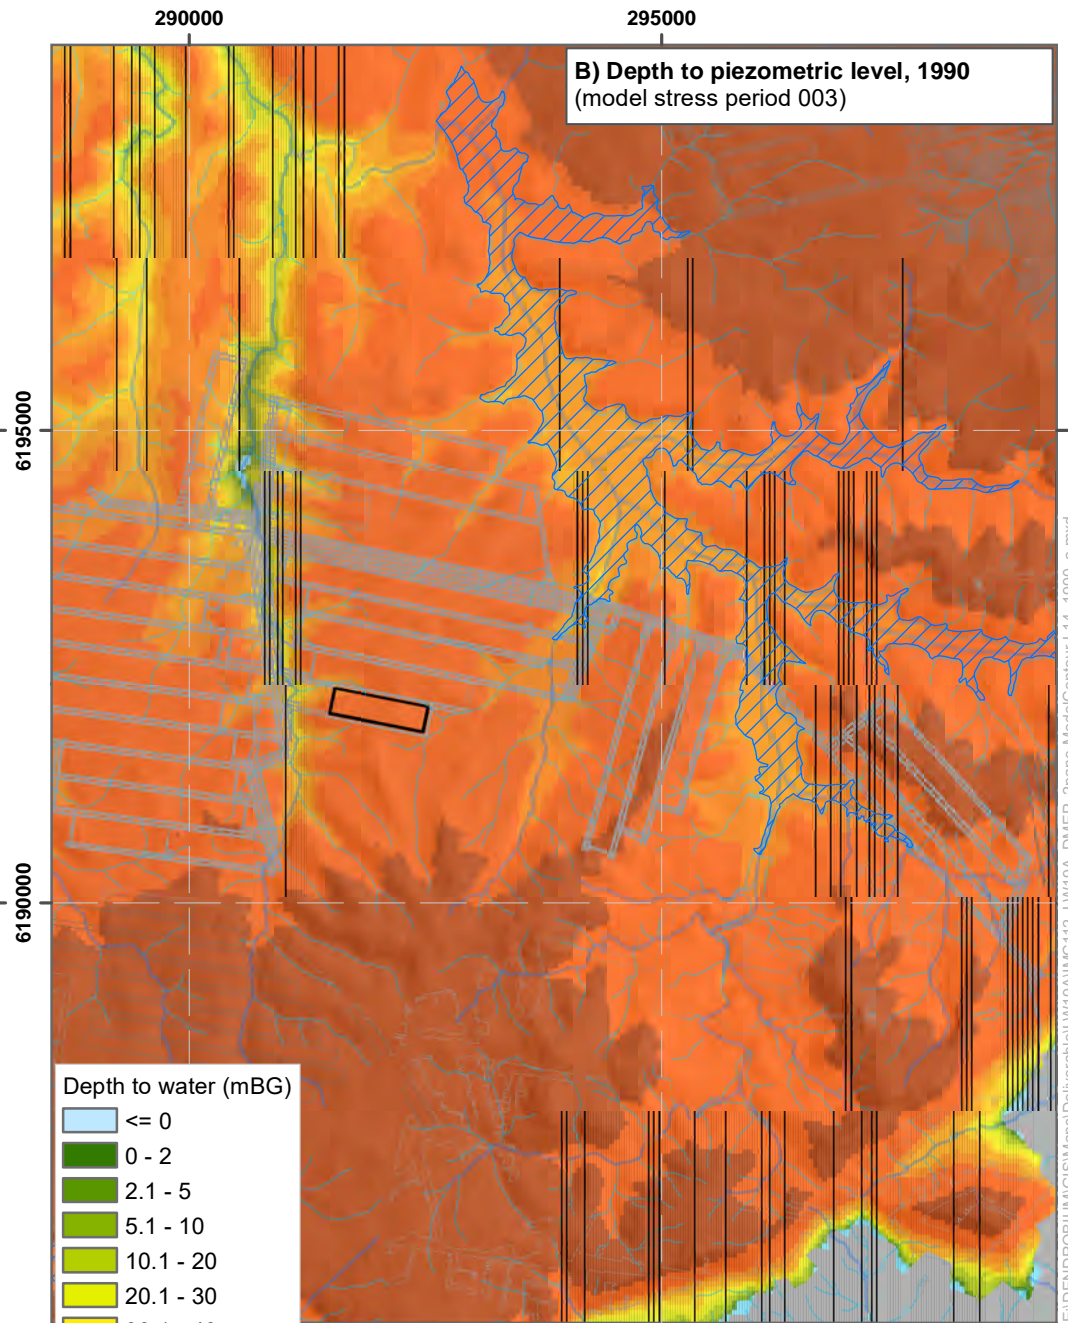 290000
295000
B) Depth to piezometric level, 1990
(model stress period 003)
6195000
6190000
Depth to water (mBG)
<= 0
0 - 2
2.1 - 5
5.1 - 10
10.1 - 20
20.1 - 30